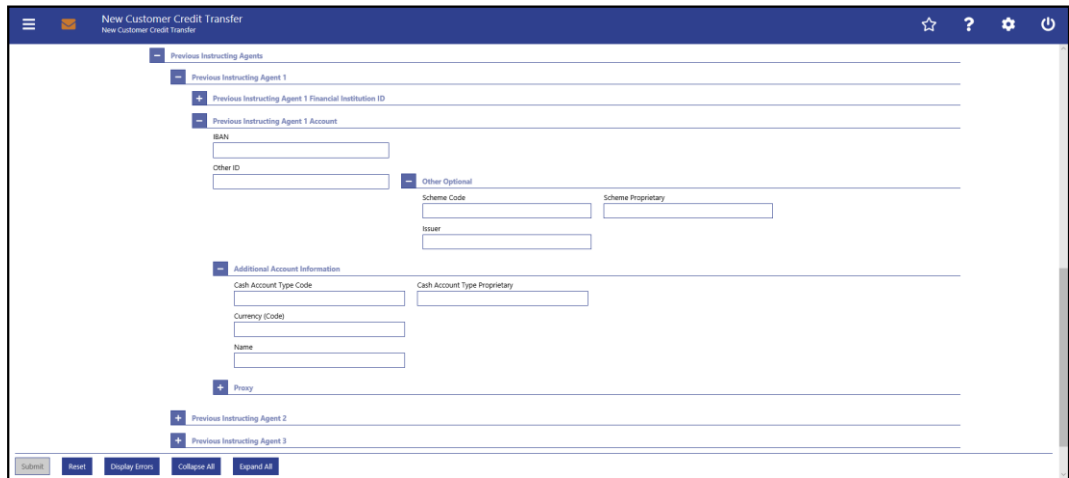 New Customer Credit Transfer
New Customer Credit Transfer
Previous Instructing Agents
Previous Instructing Agent 1
Previous Instructing Agent 1 Financial Institution ID
Previous Instructing Agent 1 Account
IBAN
Other ID
Other Optional
Scheme Code Scheme Proprietary
Issuer
Additional Account Information
Cash Account Type Code Cash Account Type Proprietary
Currency (Code)
Name
Proxy
Previous Instructing Agent 2
Previous Instructing Agent 3
Submit Reset Display Errors Collapse All Expand All